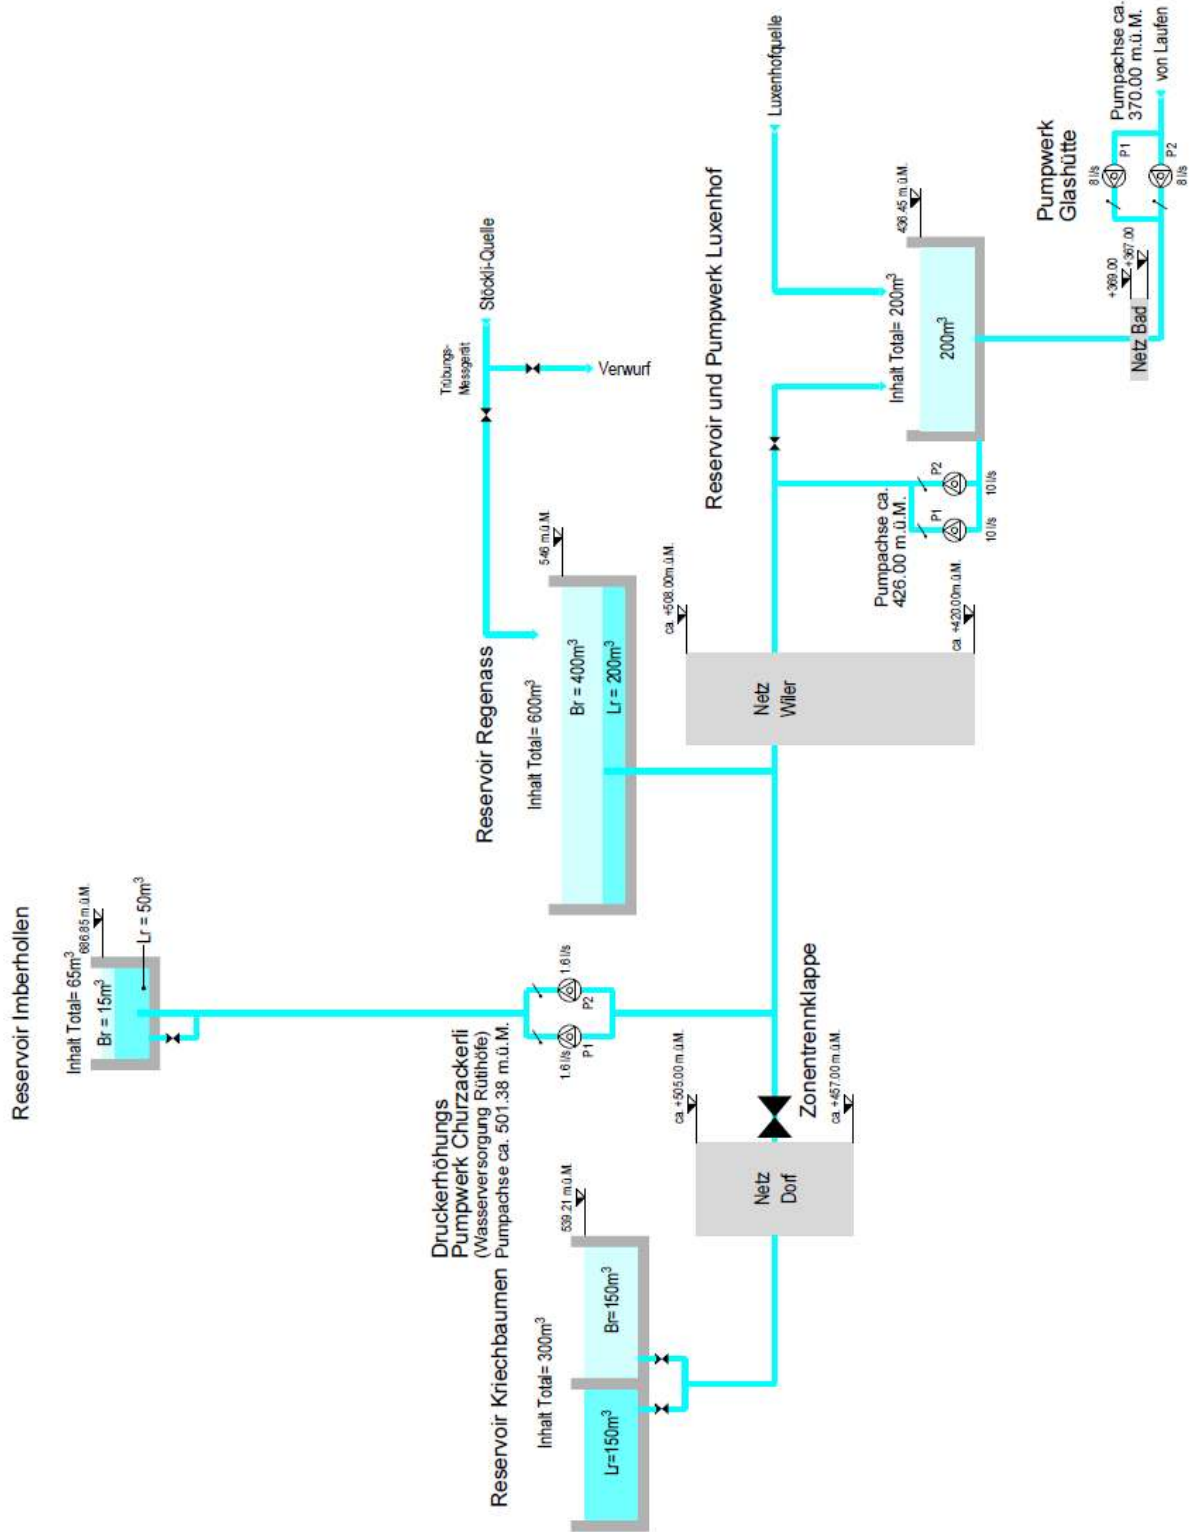 Reservoir Imberhollen
Inhalt Total= 65m³
686.85 m.ü.M.
Br = 15m³
Lr = 50m³
Druckerhöhungs
Pumpwerk Churzackerli
(Wasserversorgung Rütihöfe)
Pumpachse ca. 501.38 m.ü.M.
1.6 l/s
P1
1.6 l/s
P2
Reservoir Kriechbaumen
Inhalt Total= 300m³
539.21 m.ü.M.
Lr=150m³
Br=150m³
Netz
Dorf
ca. +505.00 m.ü.M.
ca. +457.00 m.ü.M.
Zonentrennklappe
Reservoir Regenass
Inhalt Total= 600m³
546 m.ü.M.
Br = 400m³
Lr = 200m³
Trübungs-
Messgerät
Stöckli-Quelle
Verwurf
Netz
Wiler
ca. +508.00m.ü.M.
ca. +420.00m.ü.M.
Reservoir und Pumpwerk Luxenhof
Luxenhofquelle
Inhalt Total= 200m³
436.45 m.ü.M.
200m³
Pumpachse ca.
426.00 m.ü.M.
P1
P2
10 l/s
10 l/s
Pumpwerk
Glashütte
Pumpachse ca.
370.00 m.ü.M.
8 l/s
P1
8 l/s
P2
von Laufen
+369.00
+367.00
Netz Bad